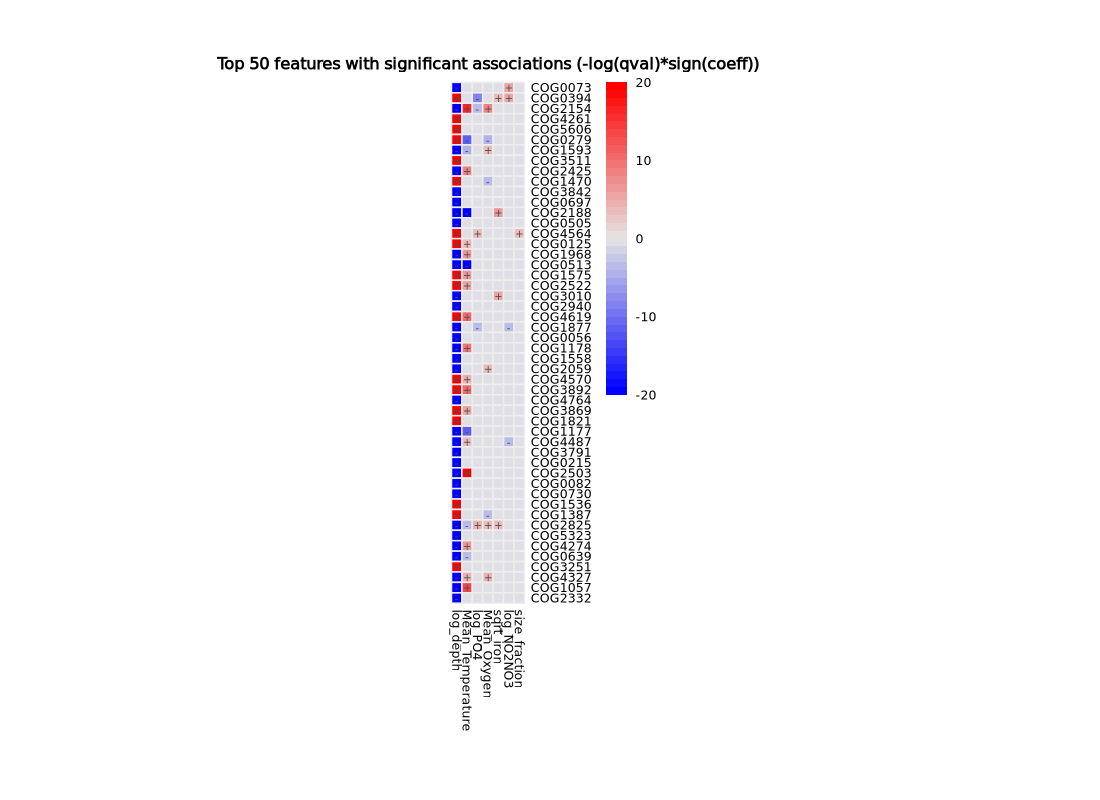 Top 50 features with significant associations (-log(qval)*sign(coeff))
COG0073
COG0394
COG2154
COG4261
COG5606
COG0279
COG1593
COG3511
COG2425
COG1470
COG3842
COG0697
COG2188
COG0505
COG4564
COG0125
COG1968
COG0513
COG1575
COG2522
COG3010
COG2940
COG4619
COG1877
COG0056
COG1178
COG1558
COG2059
COG4570
COG3892
COG4764
COG3869
COG1821
COG1177
COG4487
COG3791
COG0215
COG2503
COG0082
COG0730
COG1536
COG1387
COG2825
COG5323
COG4274
COG0639
COG3251
COG4327
COG1057
COG2332
20
10
0
-10
-20
log_depth
Mean_Temperature
log_PO4
Mean_Oxygen
sqrt_Iron
log_NO2NO3
size_fraction